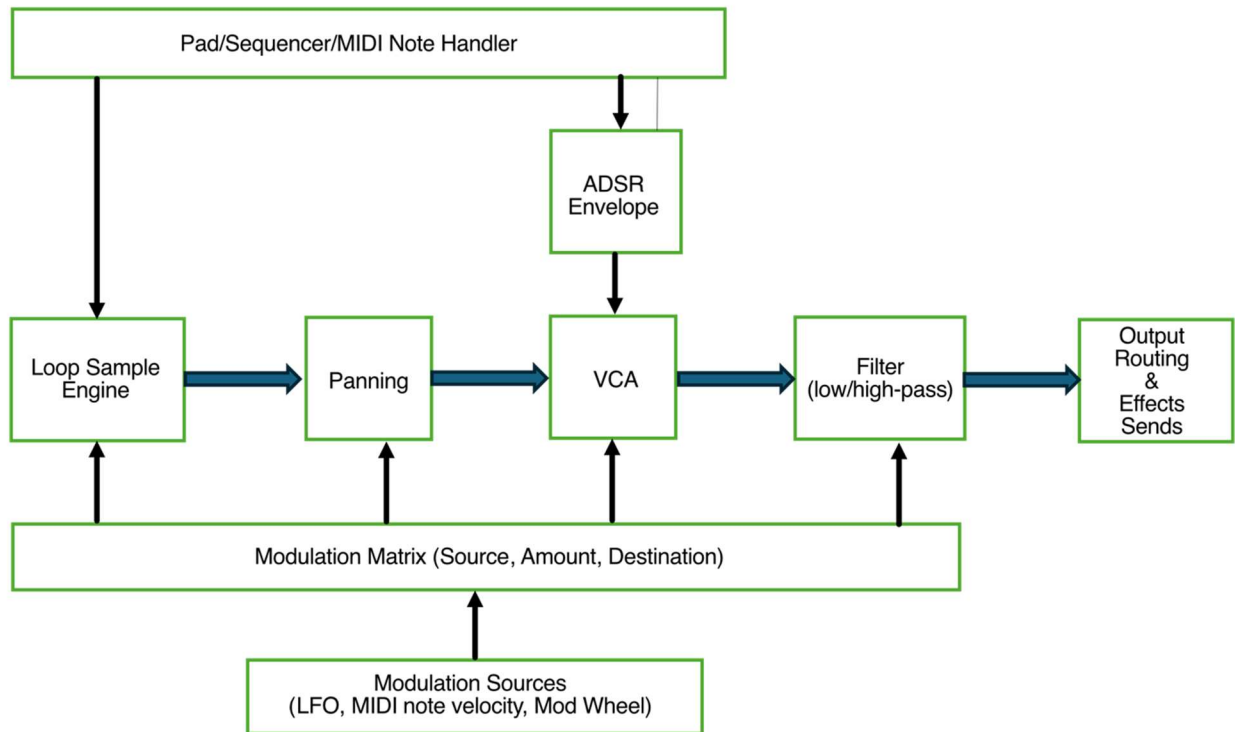 Pad/Sequencer/MIDI Note Handler
ADSR
Envelope
Loop Sample
Engine
Panning
VCA
Filter
(low/high-pass)
Output
Routing
&
Effects
Sends
Modulation Matrix (Source, Amount, Destination)
Modulation Sources
(LFO, MIDI note velocity, Mod Wheel)